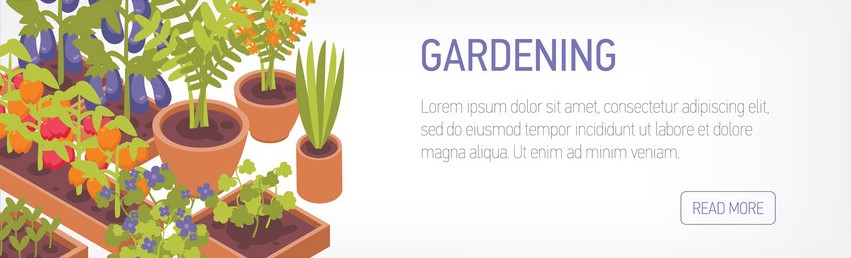 GARDENING
Lorem ipsum dolor sit amet, consectetur adipiscing elit,
sed do eiusmod tempor incididunt ut labore et dolore
magna aliqua. Ut enim ad minim veniam.
READ MORE